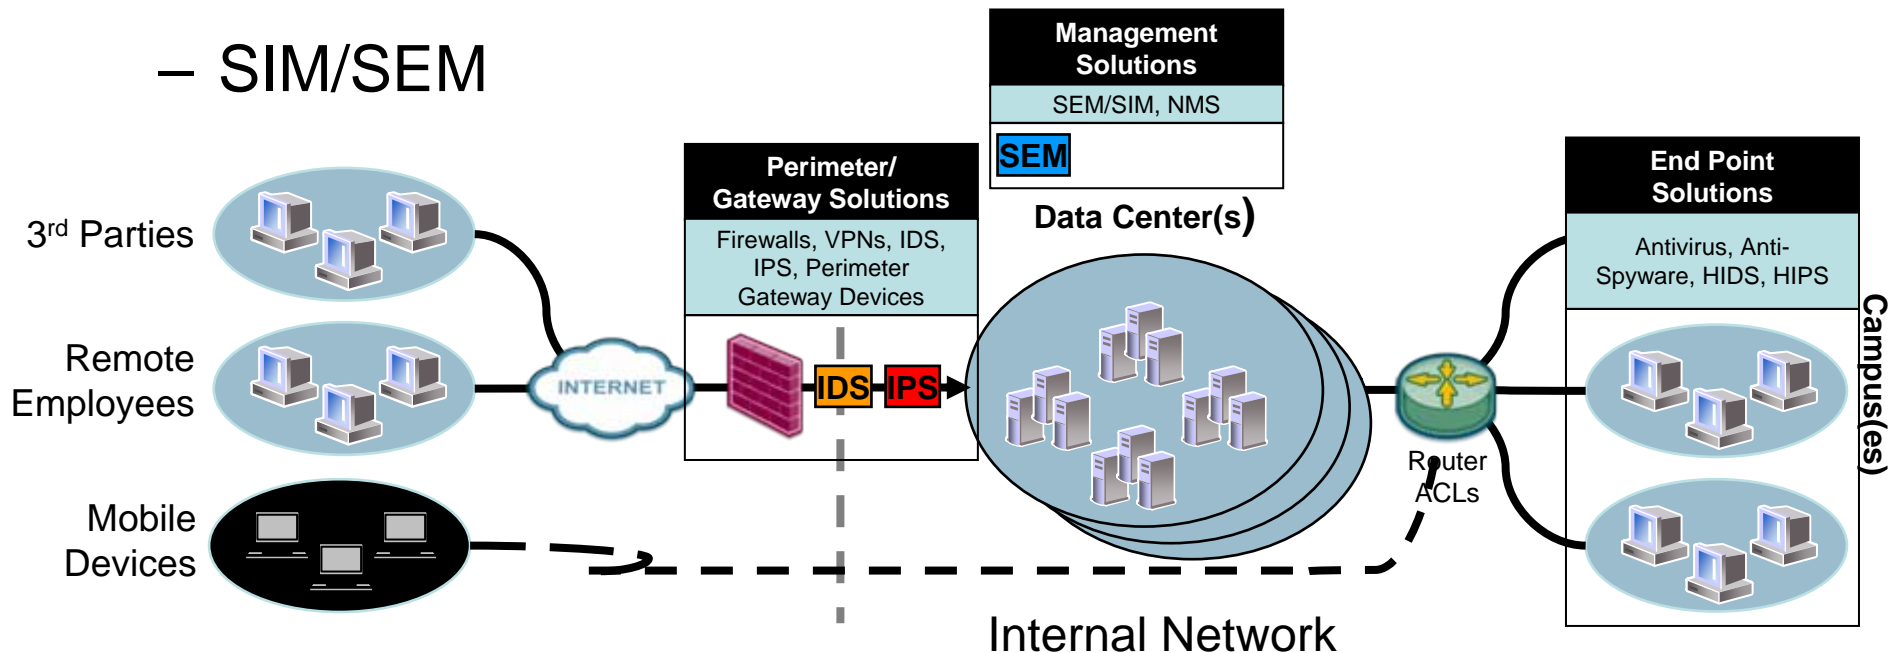 – SIM/SEM
Management
Solutions
SEM/SIM, NMS
SEM
Data Center(s)
Perimeter/
Gateway Solutions
Firewalls, VPNs, IDS,
IPS, Perimeter
Gateway Devices
IDS
IPS
End Point
Solutions
Antivirus, Anti-
Spyware, HIDS, HIPS
Campus(es)
3rd Parties
Remote
Employees
INTERNET
Mobile
Devices
Router
ACLs
Internal Network